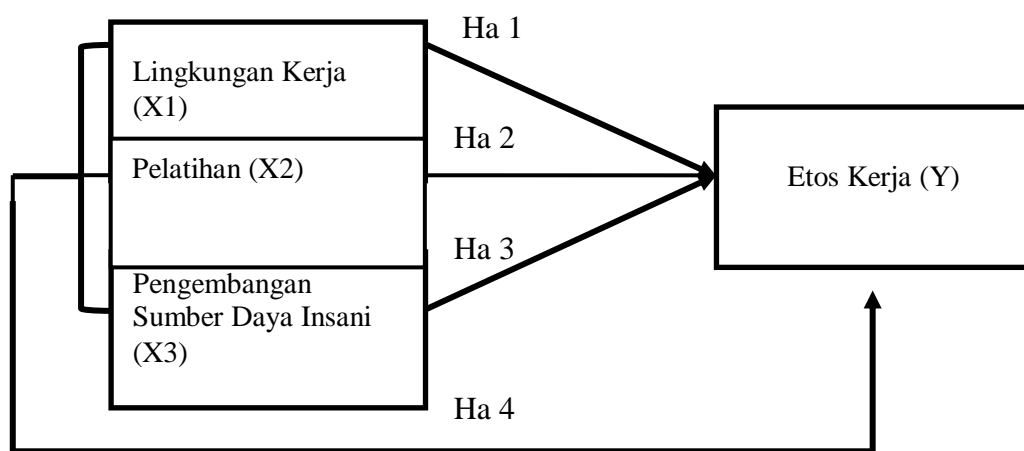 Ha 1
Lingkungan Kerja
(X1)
Ha 2
Pelatihan (X2)
Etos Kerja (Y)
Ha 3
Pengembangan
Sumber Daya Insani
(X3)
Ha 4